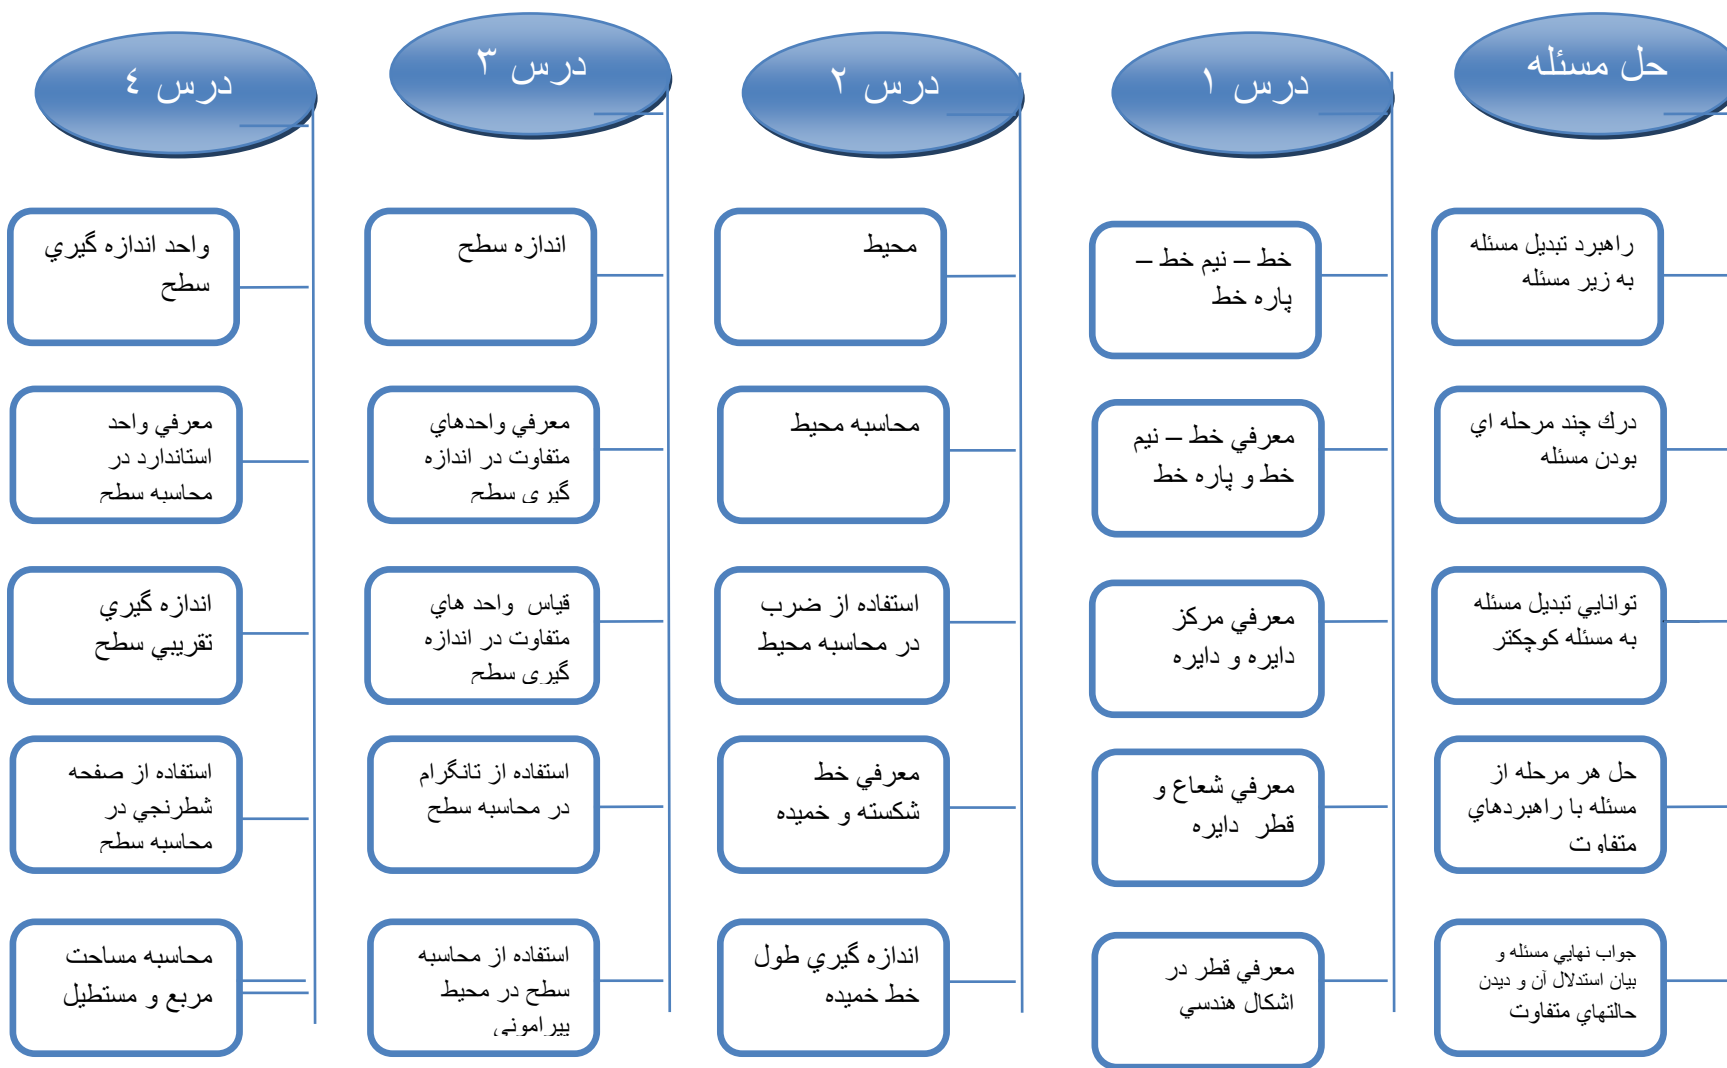 حل مسئله
راهبرد تبديل مسئله
به زير مسئله
درك چند مرحله اي
بودن مسئله
توانايي تبديل مسئله
به مسئله كوچكتر
حل هر مرحله از
مسئله با راهبردهاي
متفاوت
جواب نهايي مسئله و
بيان استدلال آن و ديدن
حالتهاي متفاوت
درس ١
خط – نيم خط –
پاره خط
معرفي خط – نيم
خط و پاره خط
معرفي مركز
دايره و دايره
معرفي شعاع و
قطر دايره
معرفي قطر در
اشكال هندسي
درس ٢
محيط
محاسبه محيط
استفاده از ضرب
در محاسبه محيط
معرفي خط
شكسته و خميده
اندازه گيري طول
خط خميده
درس ٣
اندازه سطح
معرفي واحدهاي
متفاوت در اندازه
گيري سطح
قياس واحد هاي
متفاوت در اندازه
گيري سطح
استفاده از تانگرام
در محاسبه سطح
استفاده از محاسبه
سطح در محيط
پيراموني
درس ٤
واحد اندازه گيري
سطح
معرفي واحد
استاندارد در
محاسبه سطح
اندازه گيري
تقريبي سطح
استفاده از صفحه
شطرنجي در
محاسبه سطح
محاسبه مساحت
مربع و مستطيل